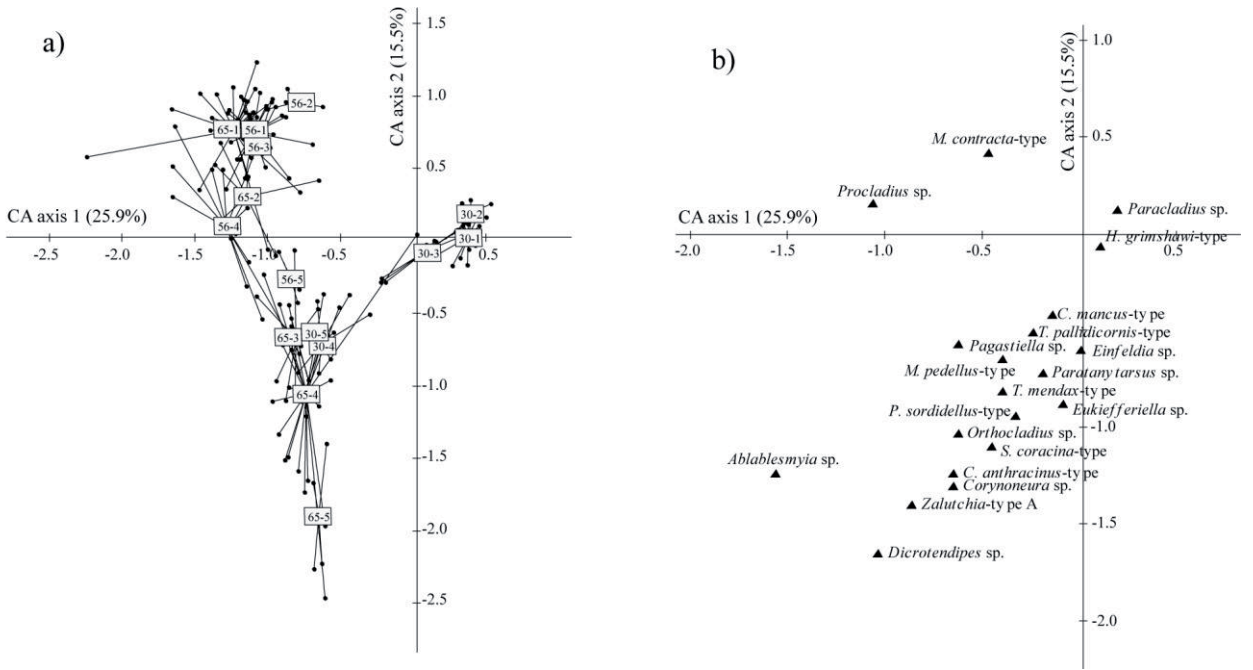 a)
CA axis 2 (15.5%)
1.5
1.0
0.5
CA axis 1 (25.9%)
-2.5
-2.0
-1.5
-1.0
-0.5
0.5
-0.5
-1.0
-1.5
-2.0
-2.5
56-2
65-1
56-1
56-3
65-2
56-4
30-2
30-1
30-3
56-5
65-3
30-5
30-4
65-4
65-5
b)
CA axis 2 (15.5%)
1.0
0.5
CA axis 1 (25.9%)
-2.0
-1.5
-1.0
-0.5
0.5
-1.0
-1.5
-2.0
M. contracta-type
Procladius sp.
Paracladius sp.
H. grimshawi-type
C. mancus-type
T. pallidicornis-type
Pagastiella sp.
Einfeldia sp.
M. pedellus-type
Paratanytarsus sp.
T. mendax-type
P. sordidellus-type
Eukiefferiella sp.
Orthocladius sp.
S. coracina-type
Ablablesmyia sp.
C. anthracinus-type
Corynoneura sp.
Zalutchia-type A
Dicrotendipes sp.